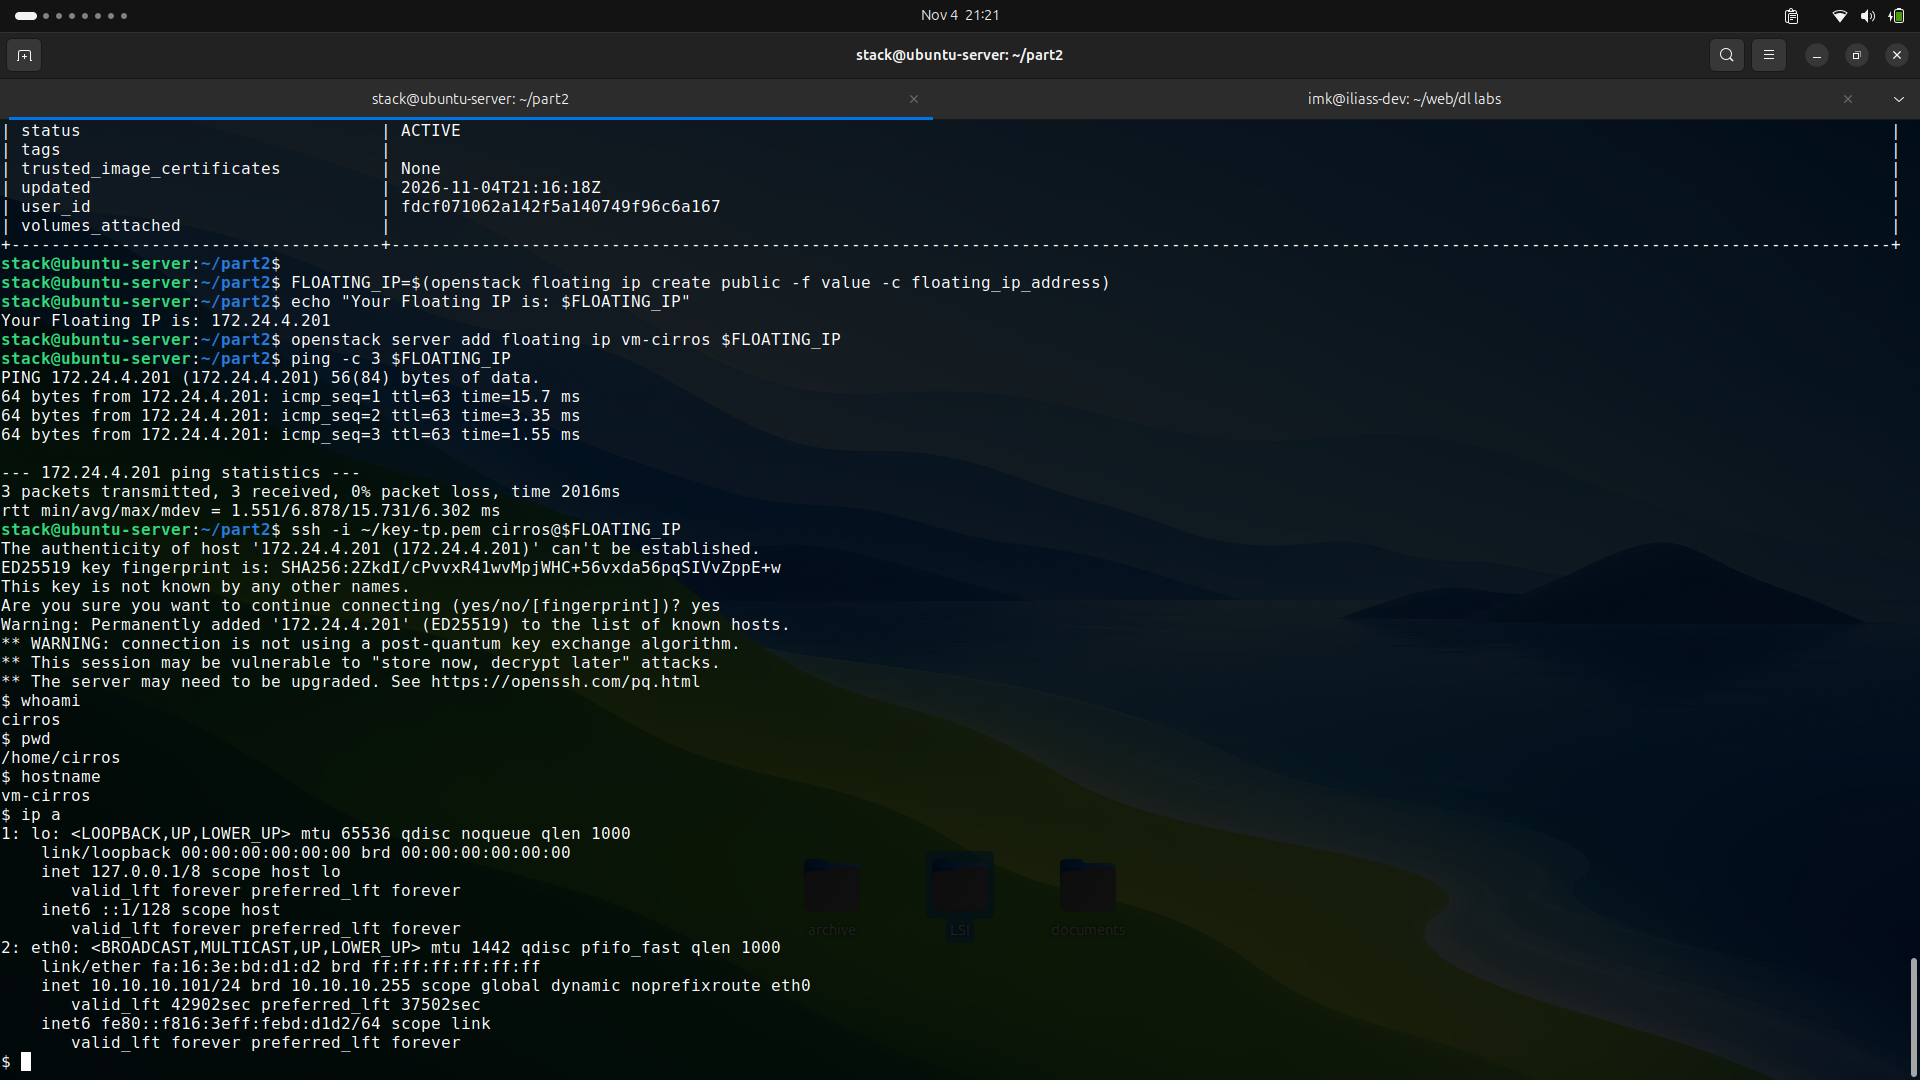 Nov 4 21:21
stack@ubuntu-server: ~/part2
stack@ubuntu-server: ~/part2
imk@iliass-dev: ~/web/dl labs
| status | ACTIVE |
| tags | |
| trusted_image_certificates | None |
| updated | 2026-11-04T21:16:18Z |
| user_id | fdcf071062a142f5a140749f96c6a167 |
| volumes_attached | |
+-------------------------------------+------------------------------------------------------------------------------------------------------------------------------------------------------+
stack@ubuntu-server:~/part2$
stack@ubuntu-server:~/part2$ FLOATING_IP=$(openstack floating ip create public -f value -c floating_ip_address)
stack@ubuntu-server:~/part2$ echo "Your Floating IP is: $FLOATING_IP"
Your Floating IP is: 172.24.4.201
stack@ubuntu-server:~/part2$ openstack server add floating ip vm-cirros $FLOATING_IP
stack@ubuntu-server:~/part2$ ping -c 3 $FLOATING_IP
PING 172.24.4.201 (172.24.4.201) 56(84) bytes of data.
64 bytes from 172.24.4.201: icmp_seq=1 ttl=63 time=15.7 ms
64 bytes from 172.24.4.201: icmp_seq=2 ttl=63 time=3.35 ms
64 bytes from 172.24.4.201: icmp_seq=3 ttl=63 time=1.55 ms
--- 172.24.4.201 ping statistics ---
3 packets transmitted, 3 received, 0% packet loss, time 2016ms
rtt min/avg/max/mdev = 1.551/6.878/15.731/6.302 ms
stack@ubuntu-server:~/part2$ ssh -i ~/key-tp.pem cirros@$FLOATING_IP
The authenticity of host '172.24.4.201 (172.24.4.201)' can't be established.
ED25519 key fingerprint is: SHA256:2ZkdI/cPvvxR41wvMpjWHC+56vxda56pqSIVvZppE+w
This key is not known by any other names.
Are you sure you want to continue connecting (yes/no/[fingerprint])? yes
Warning: Permanently added '172.24.4.201' (ED25519) to the list of known hosts.
** WARNING: connection is not using a post-quantum key exchange algorithm.
** This session may be vulnerable to "store now, decrypt later" attacks.
** The server may need to be upgraded. See https://openssh.com/pq.html
$ whoami
cirros
$ pwd
/home/cirros
$ hostname
vm-cirros
$ ip a
1: lo: <LOOPBACK,UP,LOWER_UP> mtu 65536 qdisc noqueue qlen 1000
link/loopback 00:00:00:00:00:00 brd 00:00:00:00:00:00
inet 127.0.0.1/8 scope host lo
valid_lft forever preferred_lft forever
inet6 ::1/128 scope host
valid_lft forever preferred_lft forever
2: eth0: <BROADCAST,MULTICAST,UP,LOWER_UP> mtu 1442 qdisc pfifo_fast qlen 1000
link/ether fa:16:3e:bd:d1:d2 brd ff:ff:ff:ff:ff:ff
inet 10.10.10.101/24 brd 10.10.10.255 scope global dynamic noprefixroute eth0
valid_lft 42902sec preferred_lft 37502sec
inet6 fe80::f816:3eff:febd:d1d2/64 scope link
valid_lft forever preferred_lft forever
$
archive
LSI
documents